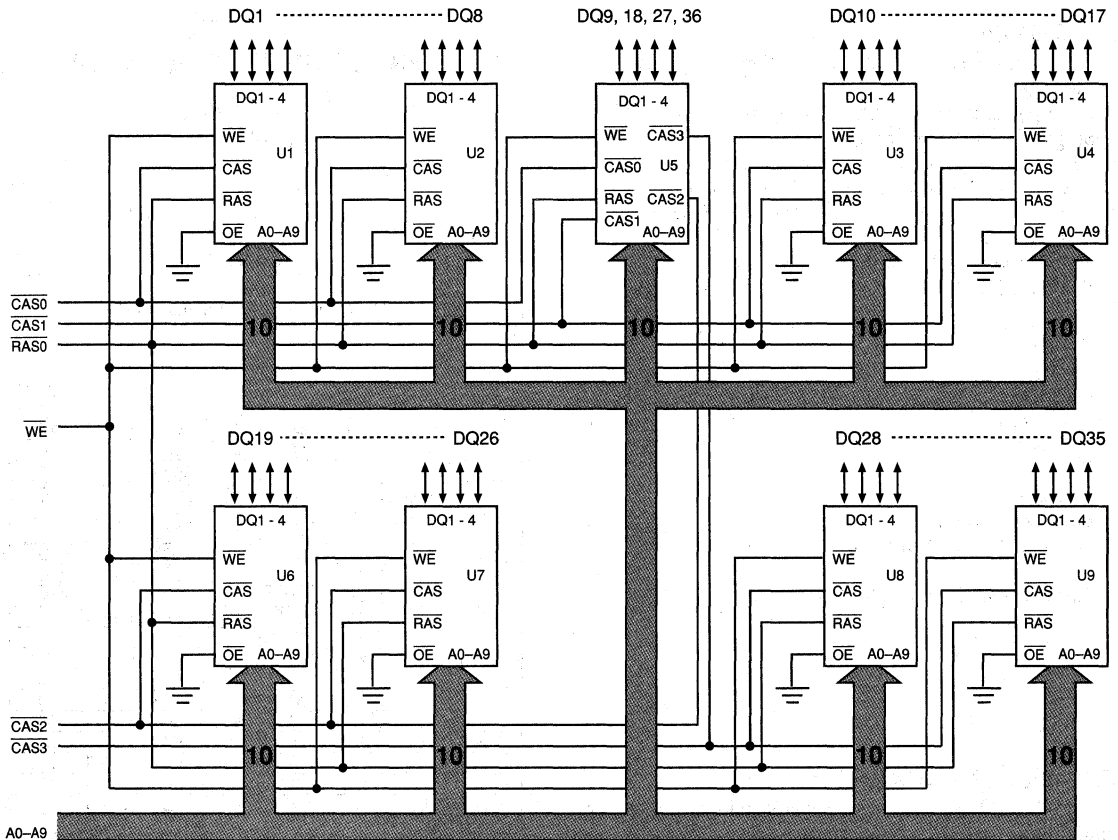 DQ1 DQ8 DQ9, 18, 27, 36 DQ10 DQ17
DQ1 - 4 DQ1 - 4 DQ1 - 4 DQ1 - 4 DQ1 - 4
WE WE WE CAS3 WE WE
U1 U2 U3 U4
CAS CAS CAS0 U5 CAS CAS
RAS RAS RAS CAS2 RAS RAS
CAS1
OE A0–A9 OE A0–A9 A0–A9 OE A0–A9 OE A0–A9
CAS0
CAS1
10 10 10 10 10
RAS0
WE
DQ19 DQ26 DQ28 DQ35
DQ1 - 4 DQ1 - 4 DQ1 - 4 DQ1 - 4
WE WE WE WE
U6 U7 U8 U9
CAS CAS CAS CAS
RAS RAS RAS RAS
OE A0–A9 OE A0–A9 OE A0–A9 OE A0–A9
CAS2
CAS3
10 10 10 10
A0–A9